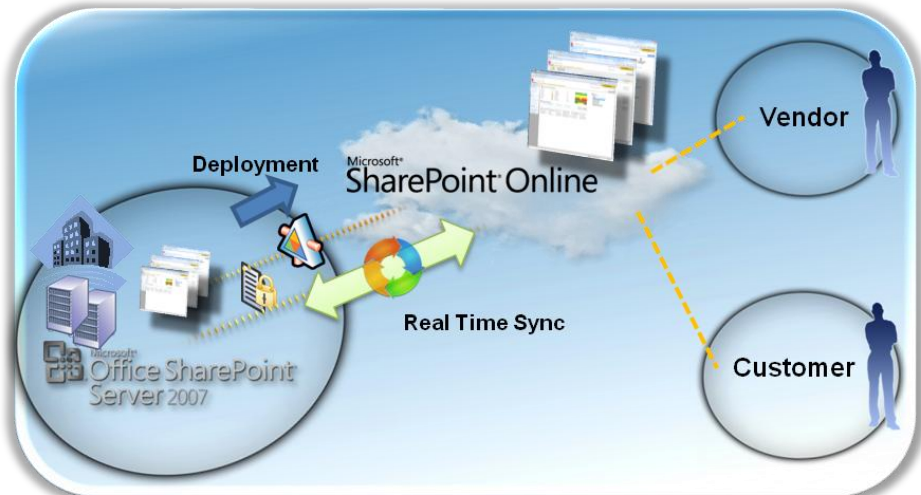 Vendor
Deployment
Microsoft®
SharePoint® Online
Real Time Sync
Microsoft®
Office SharePoint®
Server 2007
Customer